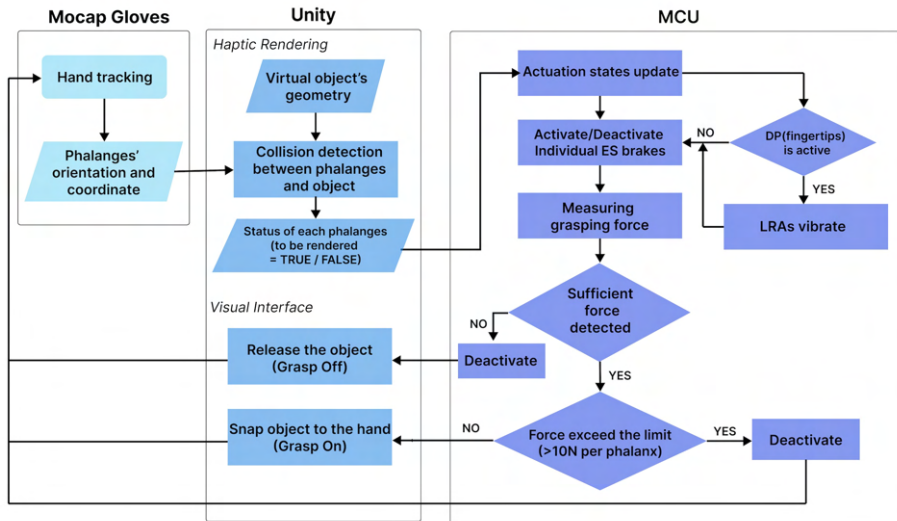 Mocap Gloves
Hand tracking
Phalanges'
orientation and
coordinate
Unity
Haptic Rendering
Virtual object's
geometry
Collision detection
between phalanges
and object
Status of each phalanges
(to be rendered
= TRUE / FALSE)
Visual Interface
Release the object
(Grasp Off)
Snap object to the hand
(Grasp On)
MCU
Actuation states update
Activate/Deactivate
Individual ES brakes
NO
DP(fingertips)
is active
YES
LRAs vibrate
Measuring
grasping force
Sufficient
force
detected
NO
Deactivate
YES
Force exceed the limit
(>10N per phalanx)
NO
YES
Deactivate